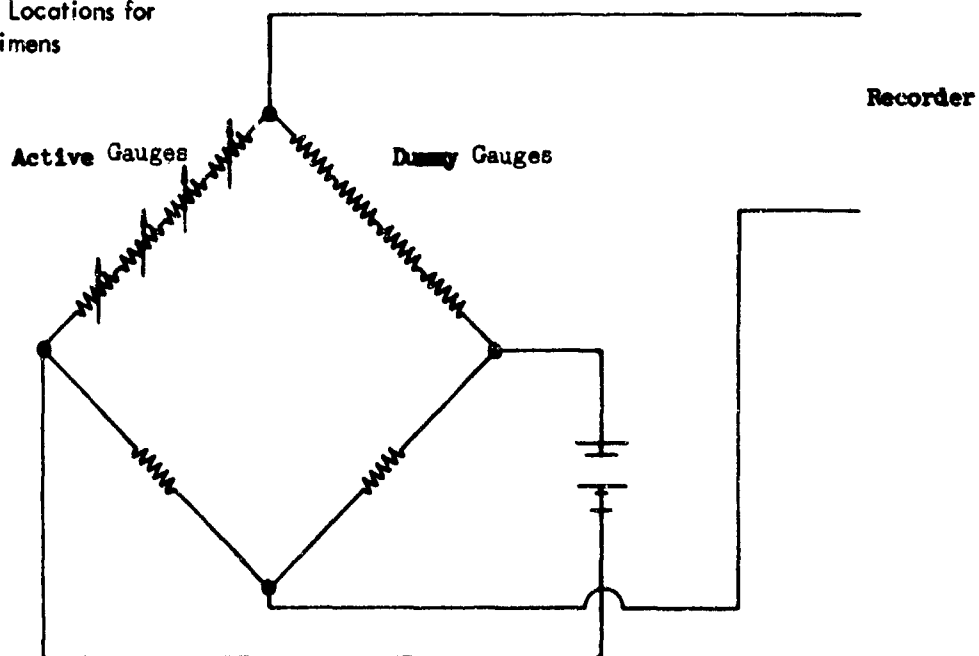 Locations for
imens
Recorder
Active Gauges
Dummy Gauges